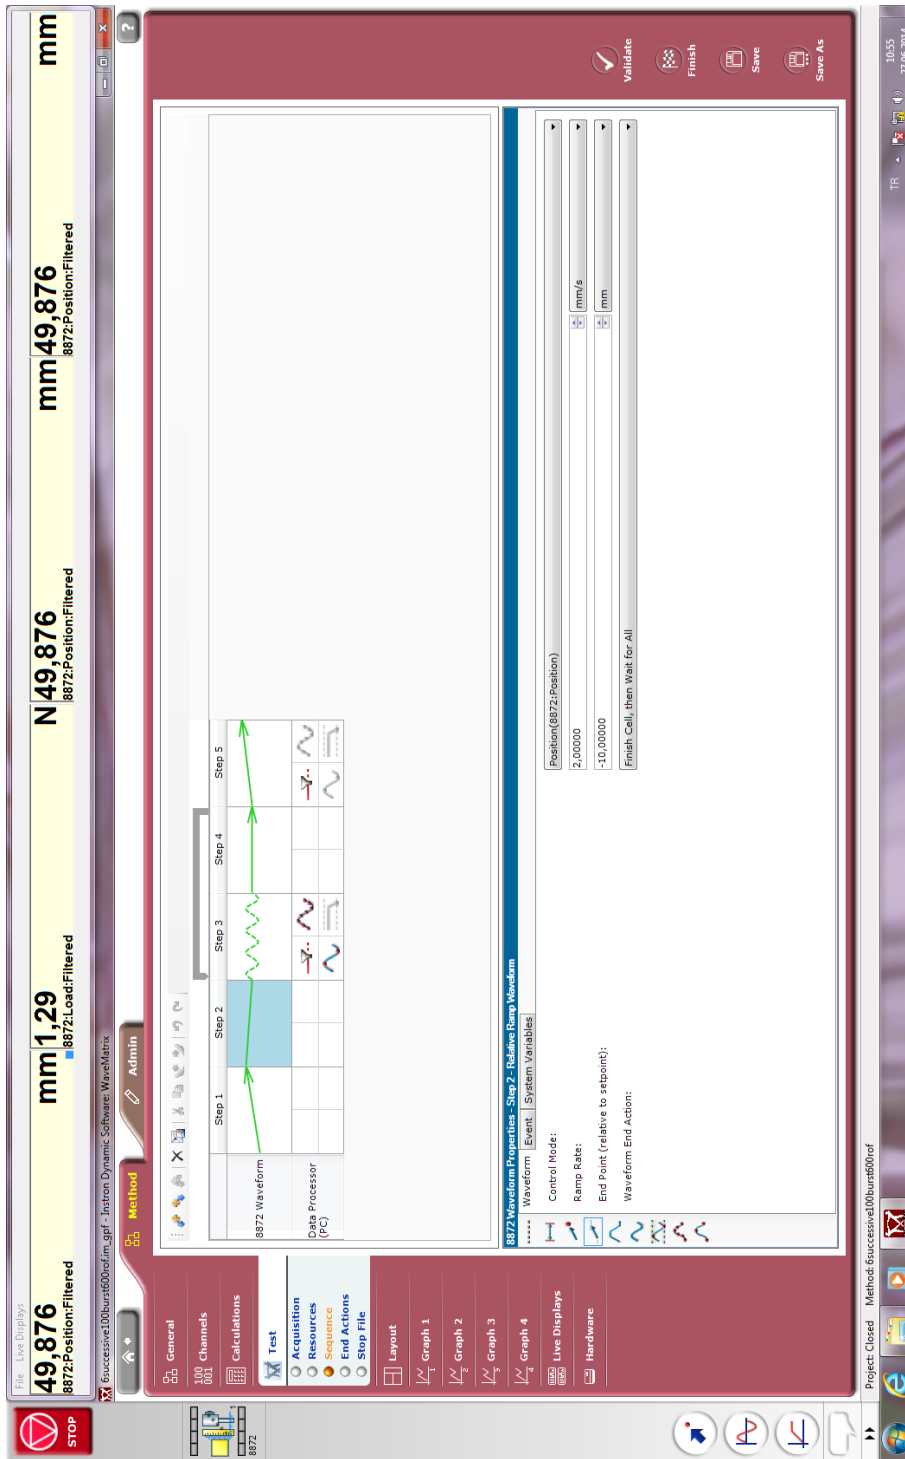 File Live Displays
49,876 mm 1,29 N 49,876 mm 49,876 mm
8872:Position:Filtered 8872:Load:Filtered 8872:Position:Filtered 8872:Position:Filtered
STOP
6successive100burst600rof.im_gpf - Instron Dynamic Software: WaveMatrix
Method Admin
?
8872
1
General
100
001 Channels
Calculations
Test
Acquisition
Resources
Sequence
End Actions
Stop File
Layout
Graph 1
Graph 2
Graph 3
Graph 4
Live Displays
Hardware
Step 1 Step 2 Step 3 Step 4 Step 5
8872 Waveform
Data Processor
(PC)
8872 Waveform Properties - Step 2 - Relative Ramp Waveform
Waveform Event System Variables
Control Mode: Position(8872:Position)
Ramp Rate: 2,00000 mm/s
End Point (relative to setpoint): -10,00000 mm
Waveform End Action: Finish Cell, then Wait for All
Validate
Finish
Save
Save As
Project: Closed Method: 6successive100burst600rof
TR
10:55
27.06.2014